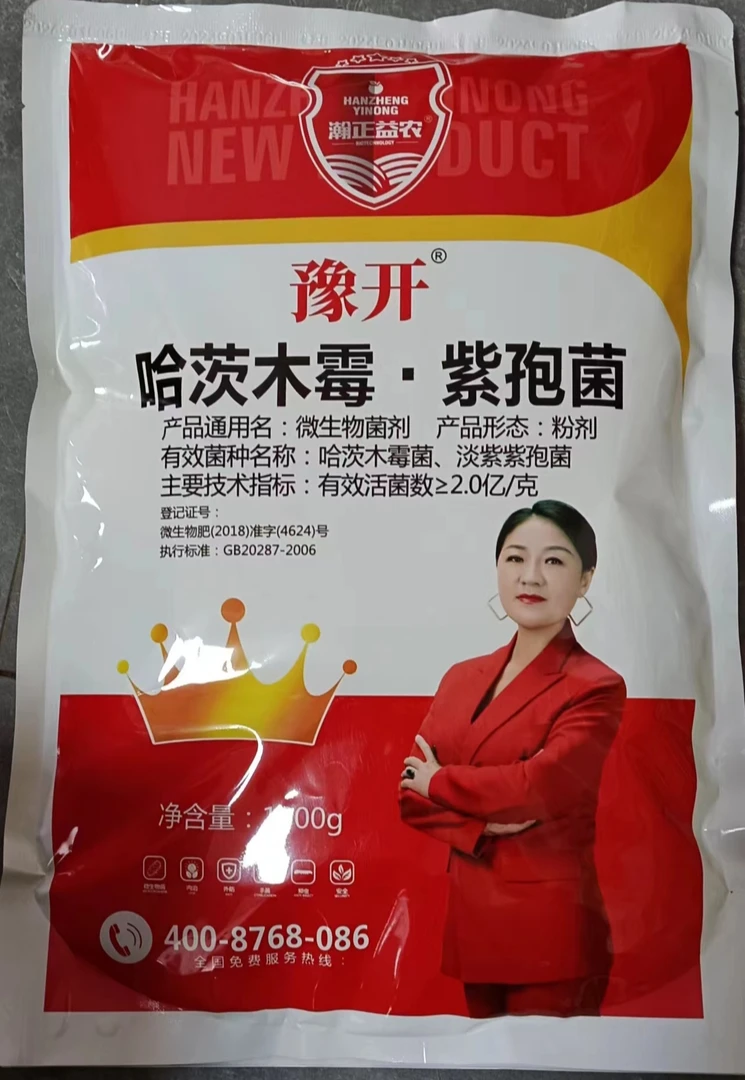 HANZHENG
YINONG
瀚正益农®
BIOTECHNOLOGY
NONG
NEW DUCT
豫开®
哈茨木霉·紫孢菌
产品通用名:微生物菌剂 产品形态:粉剂
有效菌种名称:哈茨木霉菌、淡紫紫孢菌
主要技术指标:有效活菌数≥2.0亿/克
登记证号:
微生物肥(2018)准字(4624)号
执行标准:GB20287-2006
净含量:
安全
400-8768-086
全国免费服务热线: